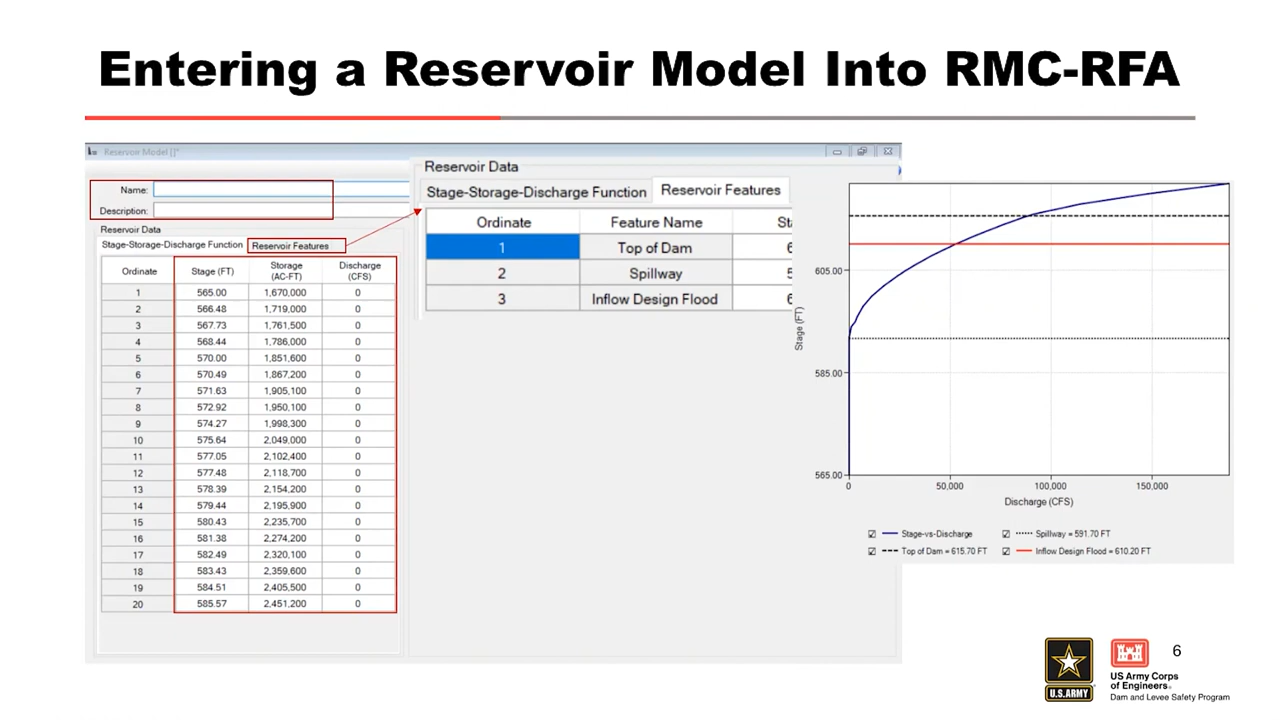 Entering a Reservoir Model Into RMC-RFA
Reservoir Model []*
Name:
Description:
Reservoir Data
Stage-Storage-Discharge Function Reservoir Features
Ordinate Stage (FT) Storage (AC-FT) Discharge (CFS)
1 565.00 1,670,000 0
2 566.48 1,719,000 0
3 567.73 1,761,500 0
4 568.44 1,786,000 0
5 570.00 1,851,600 0
6 570.49 1,867,200 0
7 571.63 1,905,100 0
8 572.92 1,950,100 0
9 574.27 1,998,300 0
10 575.64 2,049,000 0
11 577.05 2,102,400 0
12 577.48 2,118,700 0
13 578.39 2,154,200 0
14 579.44 2,195,900 0
15 580.43 2,235,700 0
16 581.38 2,274,200 0
17 582.49 2,320,100 0
18 583.43 2,359,600 0
19 584.51 2,405,500 0
20 585.57 2,451,200 0
Reservoir Data
Stage-Storage-Discharge Function Reservoir Features
Ordinate Feature Name
1 Top of Dam 6
2 Spillway 5
3 Inflow Design Flood 6
Stage (FT)
605.00
585.00
565.00
0 50,000 100,000 150,000
Discharge (CFS)
Stage-vs-Discharge Spillway = 591.70 FT
Top of Dam = 615.70 FT Inflow Design Flood = 610.20 FT
U.S.ARMY
US Army Corps
of Engineers®
Dam and Levee Safety Program
6